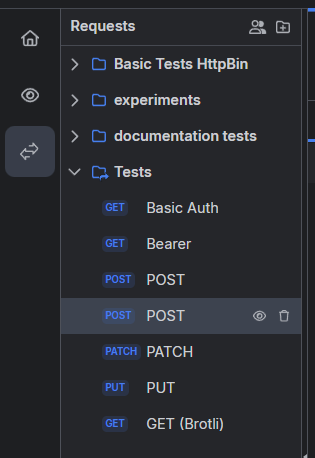 Requests
Basic Tests HttpBin
experiments
documentation tests
Tests
GET Basic Auth
GET Bearer
POST POST
POST POST
PATCH PATCH
PUT PUT
GET GET (Brotli)